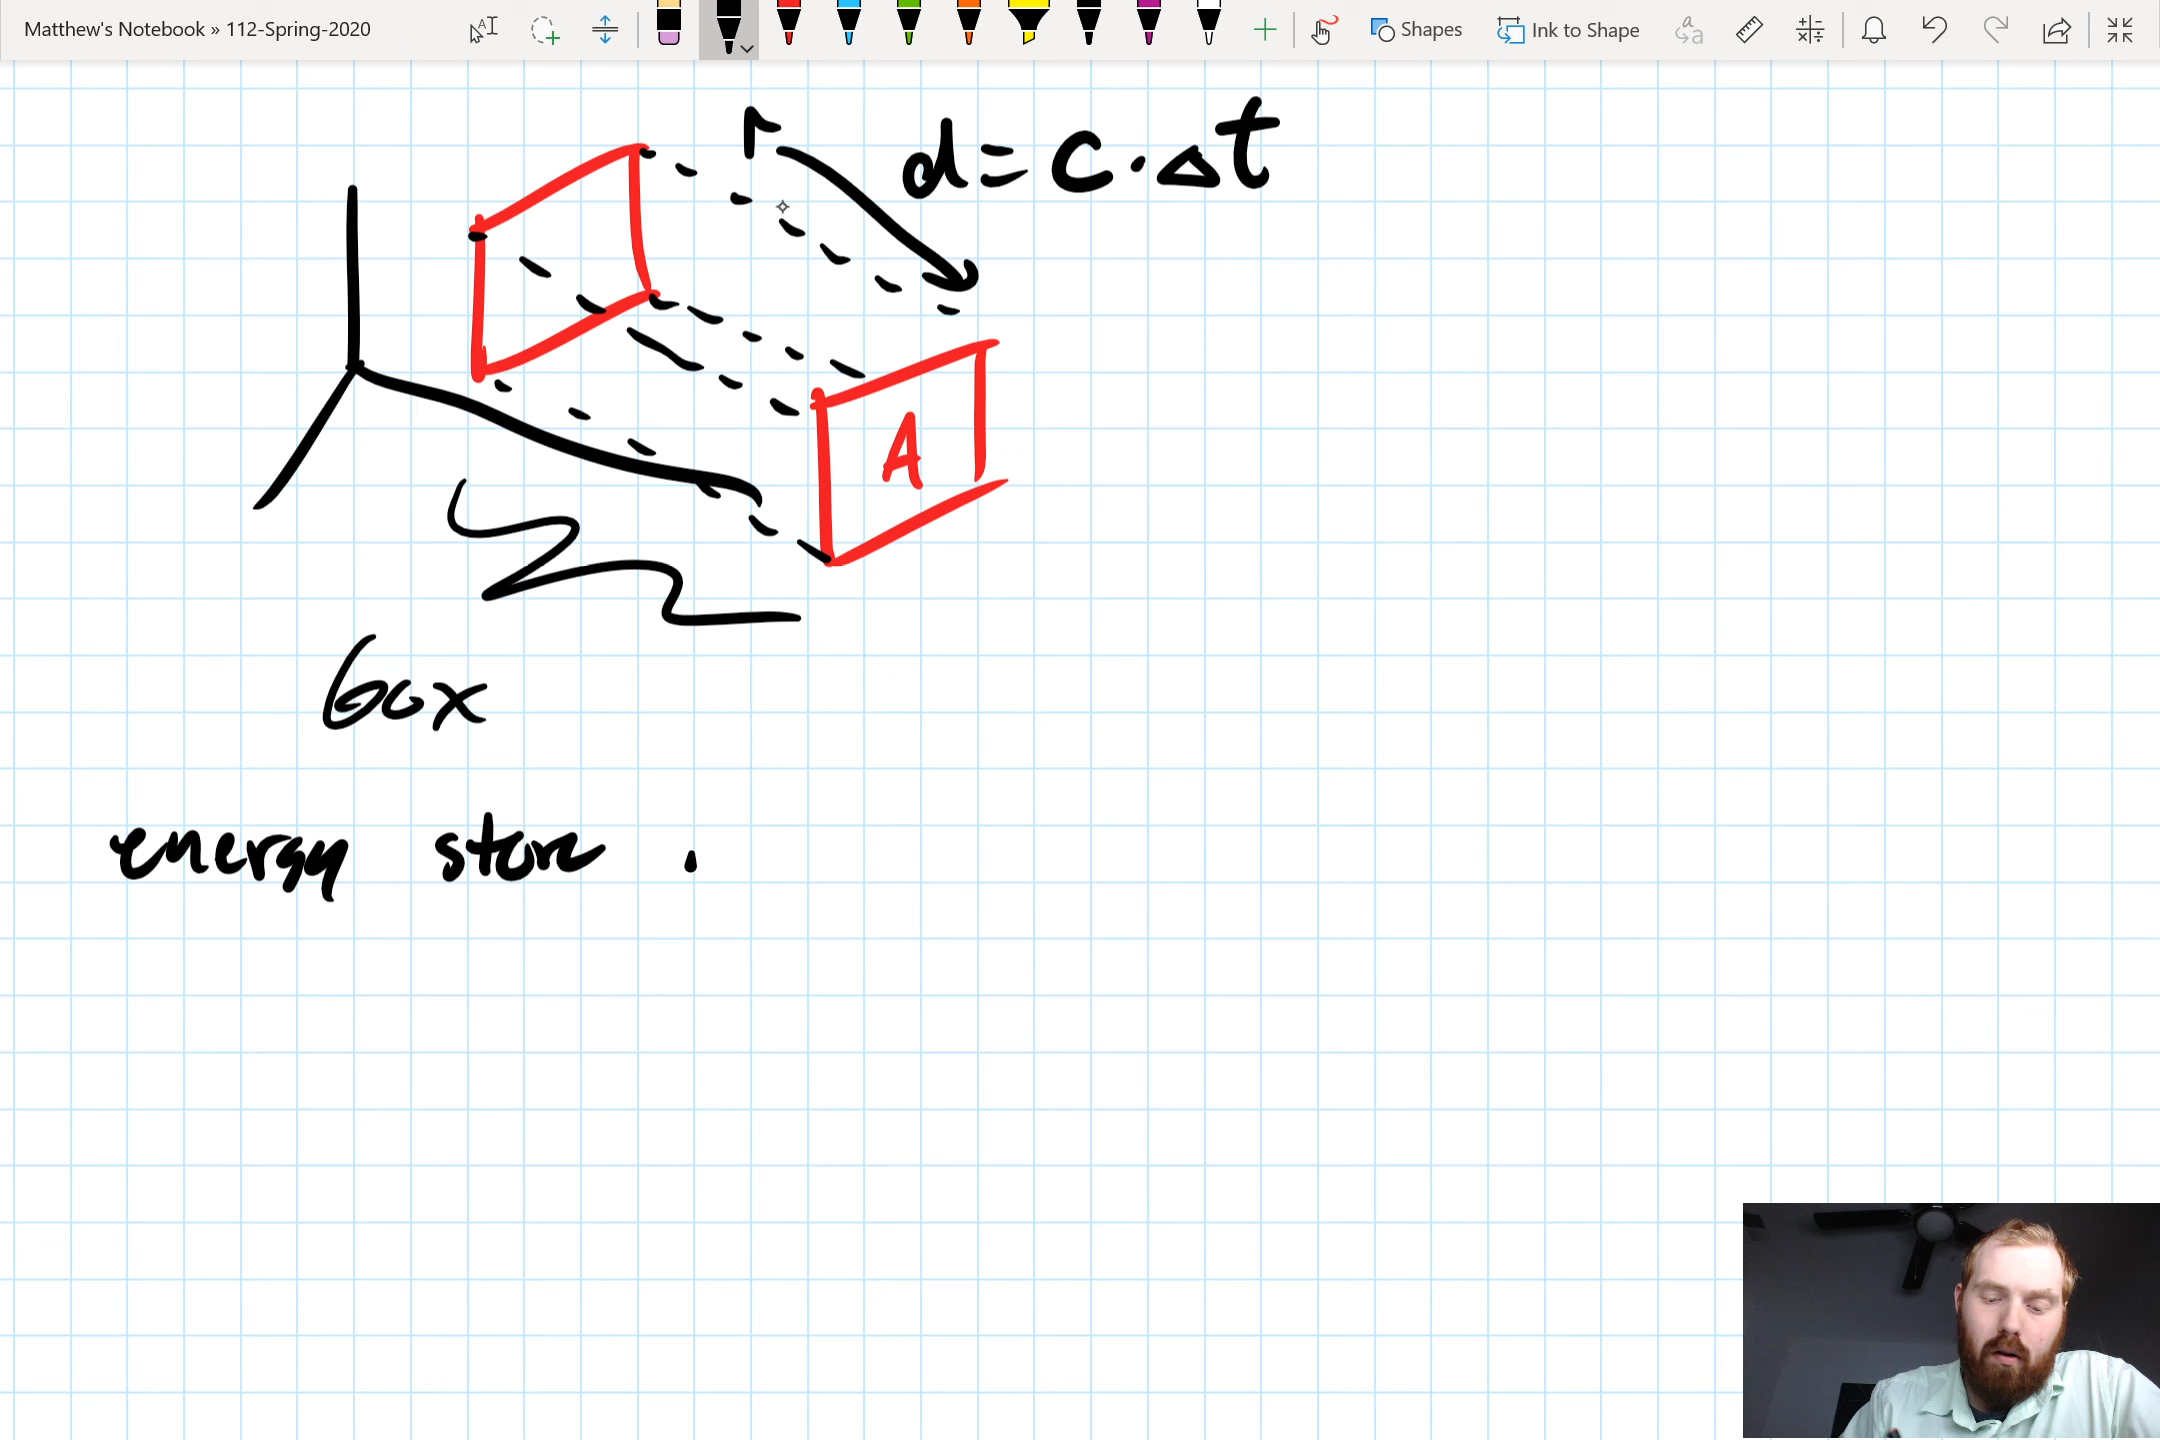 Matthew's Notebook » 112-Spring-2020
Shapes
Ink to Shape
d = c · Δt
A
box
energy store